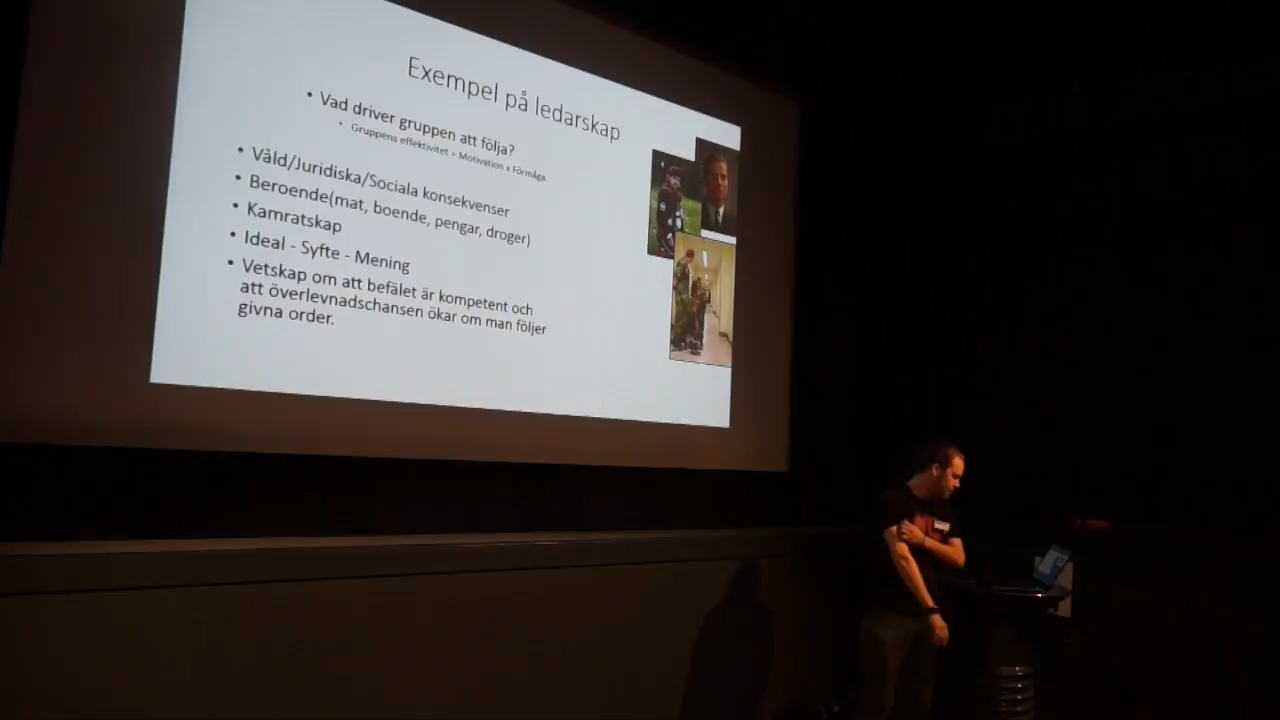 Exempel på ledarskap
• Vad driver gruppen att följa?
• Gruppens effektivitet = Motivation x Förmåga.
• Våld/Juridiska/Sociala konsekvenser
• Beroende(mat, boende, pengar, droger)
• Kamratskap
• Ideal - Syfte - Mening
• Vetskap om att befälet är kompetent och
att överlevnadschansen ökar om man följer
givna order.